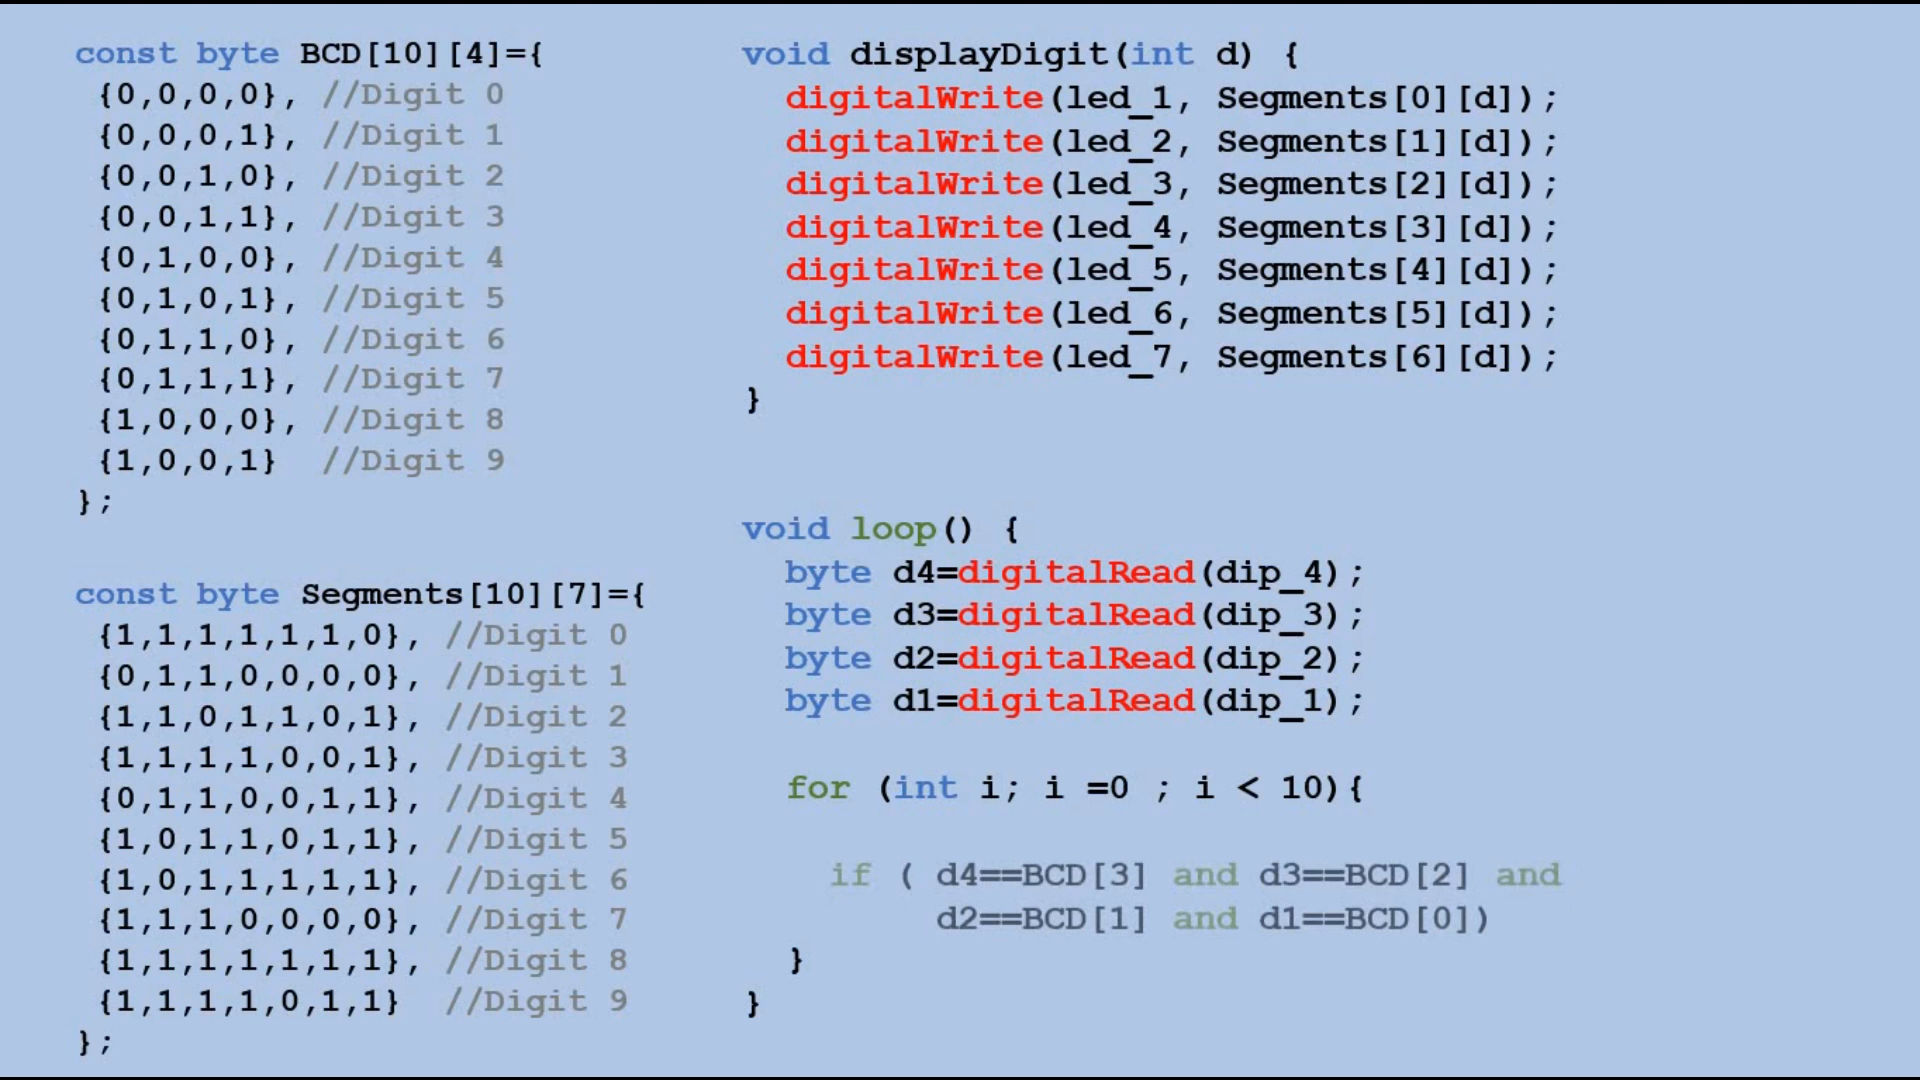 const byte BCD[10][4]={
{0,0,0,0}, //Digit 0
{0,0,0,1}, //Digit 1
{0,0,1,0}, //Digit 2
{0,0,1,1}, //Digit 3
{0,1,0,0}, //Digit 4
{0,1,0,1}, //Digit 5
{0,1,1,0}, //Digit 6
{0,1,1,1}, //Digit 7
{1,0,0,0}, //Digit 8
{1,0,0,1} //Digit 9
};
const byte Segments[10][7]={
{1,1,1,1,1,1,0}, //Digit 0
{0,1,1,0,0,0,0}, //Digit 1
{1,1,0,1,1,0,1}, //Digit 2
{1,1,1,1,0,0,1}, //Digit 3
{0,1,1,0,0,1,1}, //Digit 4
{1,0,1,1,0,1,1}, //Digit 5
{1,0,1,1,1,1,1}, //Digit 6
{1,1,1,0,0,0,0}, //Digit 7
{1,1,1,1,1,1,1}, //Digit 8
{1,1,1,1,0,1,1} //Digit 9
};
void displayDigit(int d) {
digitalWrite(led_1, Segments[0][d]);
digitalWrite(led_2, Segments[1][d]);
digitalWrite(led_3, Segments[2][d]);
digitalWrite(led_4, Segments[3][d]);
digitalWrite(led_5, Segments[4][d]);
digitalWrite(led_6, Segments[5][d]);
digitalWrite(led_7, Segments[6][d]);
}
void loop() {
byte d4=digitalRead(dip_4);
byte d3=digitalRead(dip_3);
byte d2=digitalRead(dip_2);
byte d1=digitalRead(dip_1);
for (int i; i =0 ; i < 10){
if ( d4==BCD[3] and d3==BCD[2] and
d2==BCD[1] and d1==BCD[0])
}
}